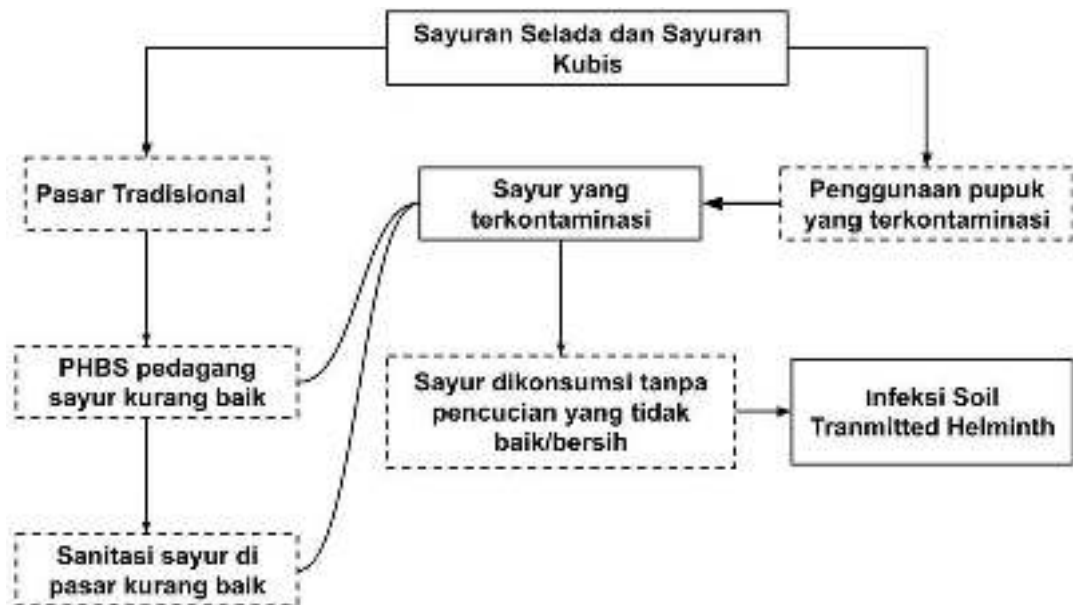 Sayuran Selada dan Sayuran
Kubis
Pasar Tradisional
Sayur yang
terkontaminasi
Penggunaan pupuk
yang terkontaminasi
PHBS pedagang
sayur kurang baik
Sayur dikonsumsi tanpa
pencucian yang tidak
baik/bersih
Infeksi Soil
Tranmitted Helminth
Sanitasi sayur di
pasar kurang baik